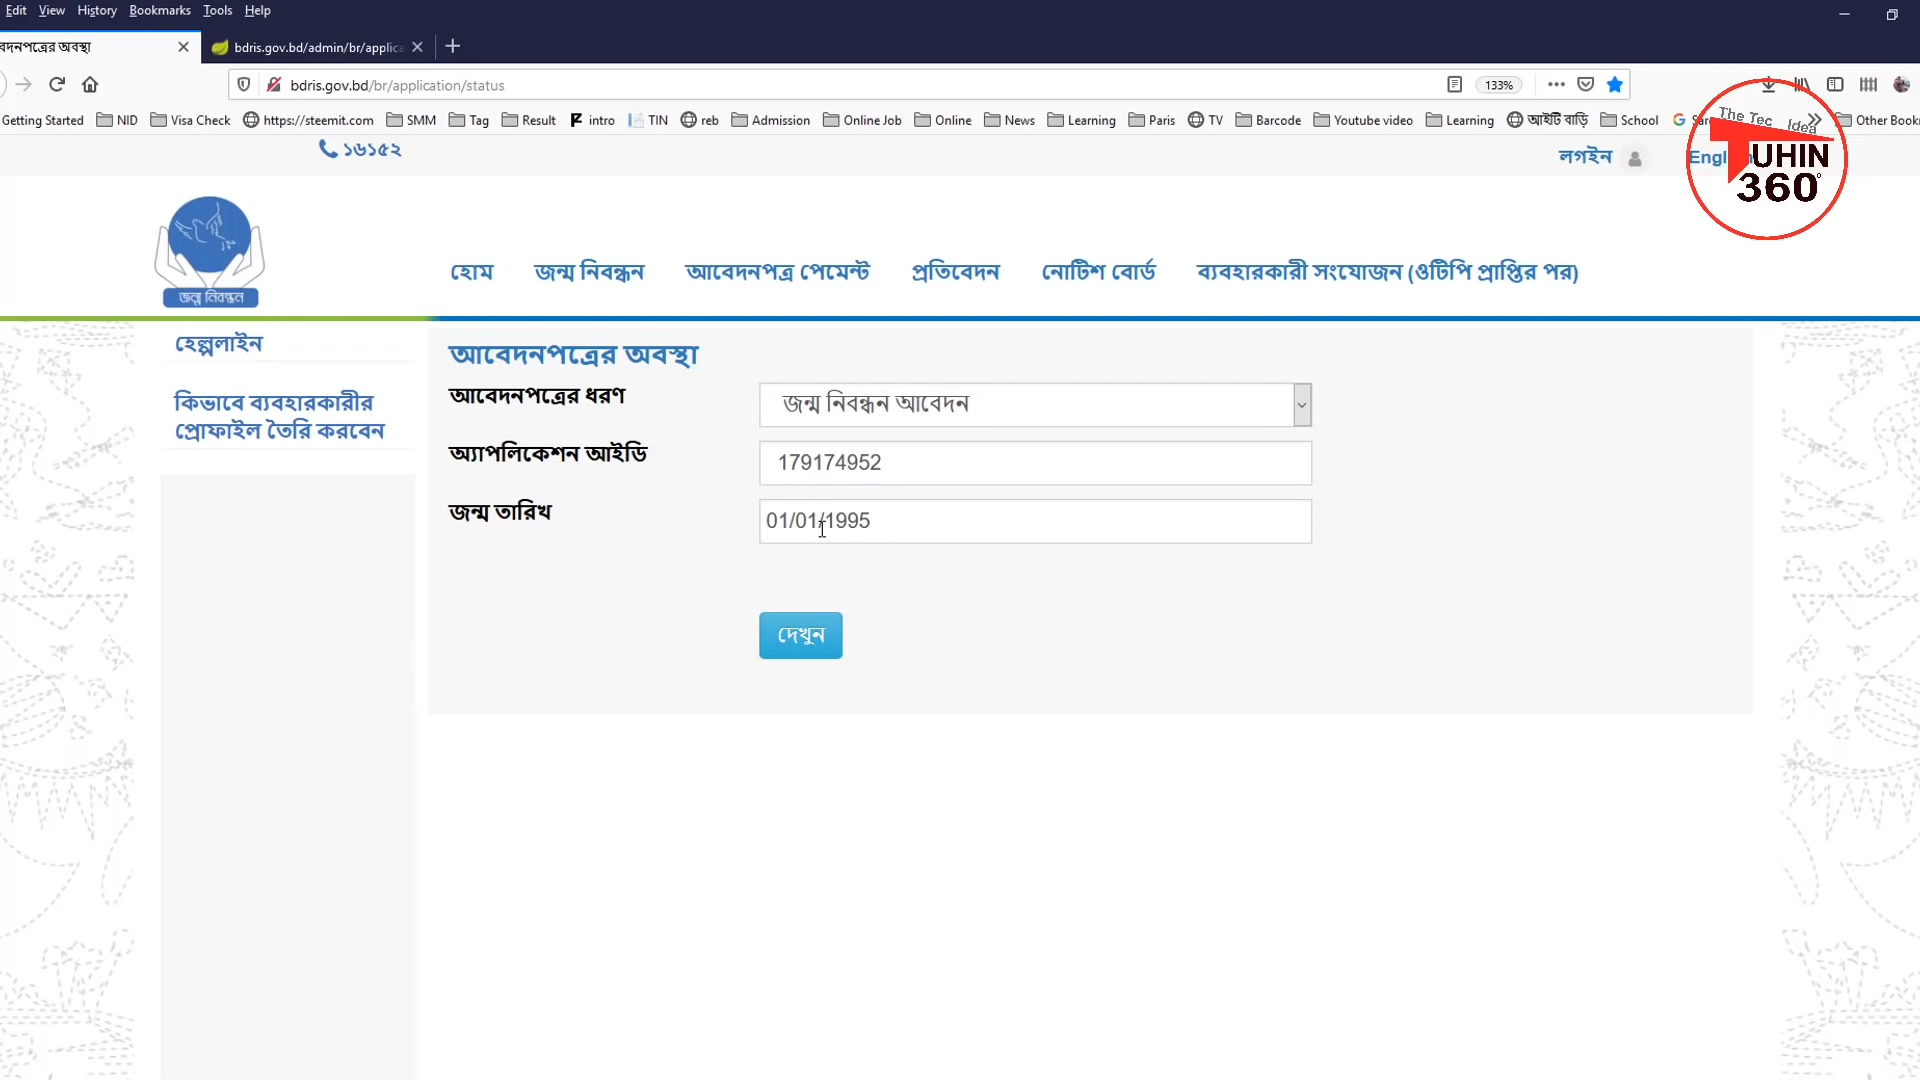 Edit View History Bookmarks Tools Help
বদনপত্রের অবস্থা
bdris.gov.bd/admin/br/applica
bdris.gov.bd/br/application/status
133%
Getting Started NID Visa Check https://steemit.com SMM Tag Result intro TIN reb Admission Online Job Online News Learning Paris TV Barcode Youtube video Learning আইটি বাড়ি School Other Book
১৬১৫২
লগইন
The Tec Idea
TUHIN
360°
হোম জন্ম নিবন্ধন আবেদনপত্র পেমেন্ট প্রতিবেদন নোটিশ বোর্ড ব্যবহারকারী সংযোজন (ওটিপি প্রাপ্তির পর)
জন্ম নিবন্ধন
হেল্পলাইন
কিভাবে ব্যবহারকারীর
প্রোফাইল তৈরি করবেন
আবেদনপত্রের অবস্থা
আবেদনপত্রের ধরণ
জন্ম নিবন্ধন আবেদন
অ্যাপলিকেশন আইডি
179174952
জন্ম তারিখ
01/01/1995
দেখুন